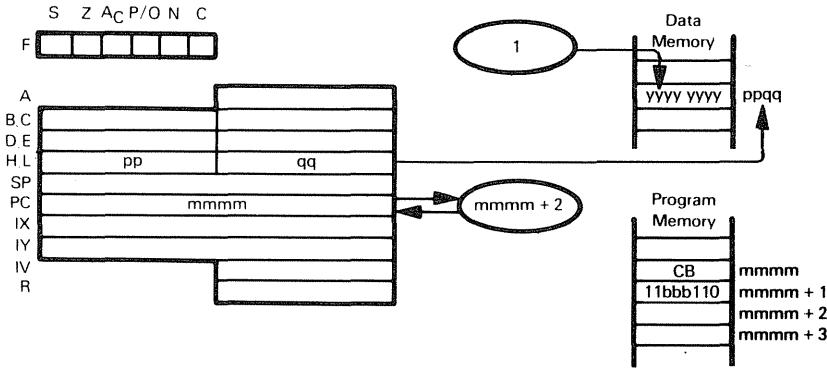 S Z AC P/O N C
F
A
B,C
D,E
H,L pp qq
SP
PC mmmm
IX
IY
IV
R
1
mmmm + 2
Data
Memory
yyyy yyyy ppqq
Program
Memory
CB mmmm
11bbb110 mmmm + 1
mmmm + 2
mmmm + 3